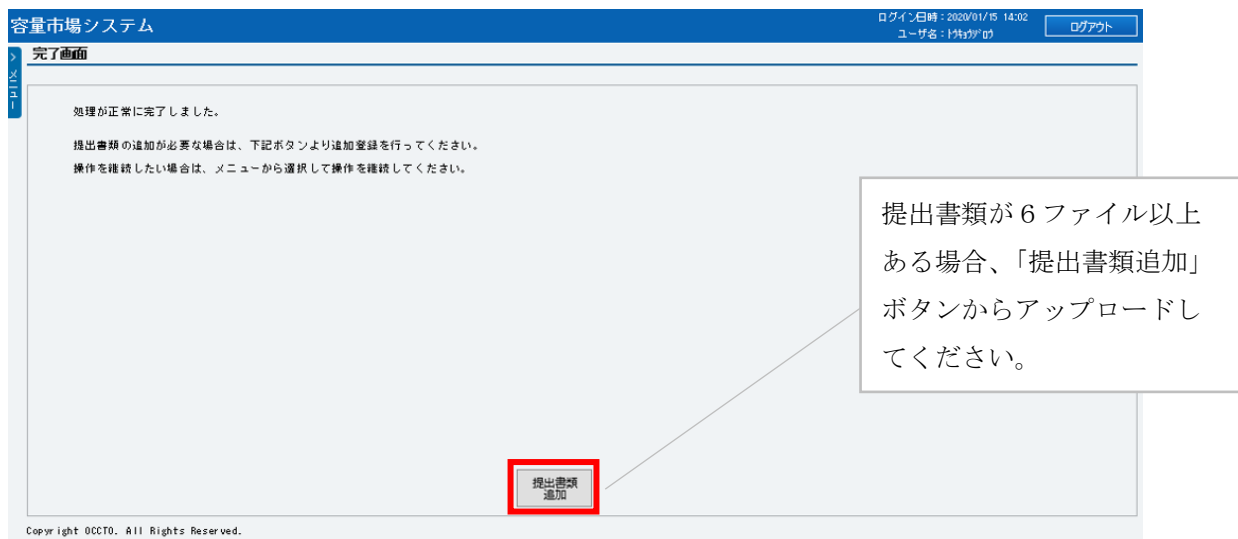 容量市場システム
ログイン日時：2020/01/15 14:02
ユーザ名：ﾄｳｷｮｳｼﾞﾛｳ
ログアウト
> メニュー
完了画面
処理が正常に完了しました。
提出書類の追加が必要な場合は、下記ボタンより追加登録を行ってください。
操作を継続したい場合は、メニューから選択して操作を継続してください。
提出書類が６ファイル以上
ある場合、「提出書類追加」
ボタンからアップロードし
てください。
提出書類
追加
Copyright OCCTO. All Rights Reserved.